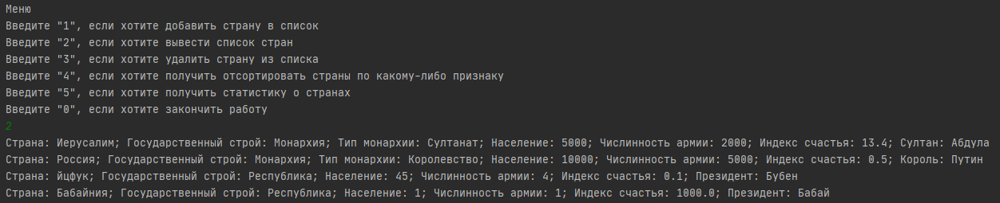 Меню
Введите "1", если хотите добавить страну в список
Введите "2", если хотите вывести список стран
Введите "3", если хотите удалить страну из списка
Введите "4", если хотите получить отсортировать страны по какому-либо признаку
Введите "5", если хотите получить статистику о странах
Введите "0", если хотите закончить работу
2
Страна: Иерусалим; Государственный строй: Монархия; Тип монархии: Султанат; Население: 5000; Числинность армии: 2000; Индекс счастья: 13.4; Султан: Абдула
Страна: Россия; Государственный строй: Монархия; Тип монархии: Королевство; Население: 10000; Числинность армии: 5000; Индекс счастья: 0.5; Король: Путин
Страна: йцфук; Государственный строй: Республика; Население: 45; Числинность армии: 4; Индекс счастья: 0.1; Президент: Бубен
Страна: Бабайния; Государственный строй: Республика; Население: 1; Числинность армии: 1; Индекс счастья: 1000.0; Президент: Бабай